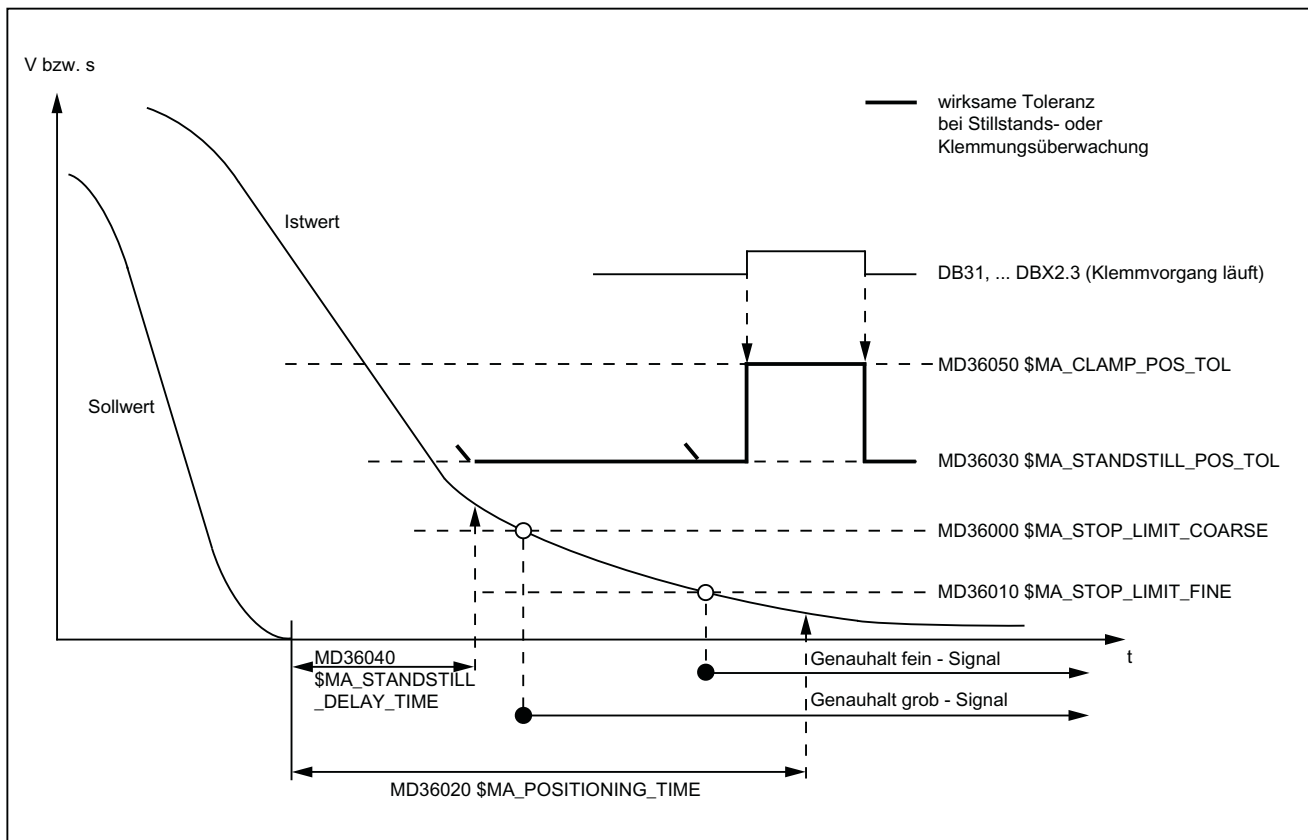 V bzw. s
wirksame Toleranz
bei Stillstands- oder
Klemmungsüberwachung
Istwert
DB31, ... DBX2.3 (Klemmvorgang läuft)
MD36050 $MA_CLAMP_POS_TOL
Sollwert
MD36030 $MA_STANDSTILL_POS_TOL
MD36000 $MA_STOP_LIMIT_COARSE
MD36010 $MA_STOP_LIMIT_FINE
t
MD36040
$MA_STANDSTILL
_DELAY_TIME
Genauhalt fein - Signal
Genauhalt grob - Signal
MD36020 $MA_POSITIONING_TIME